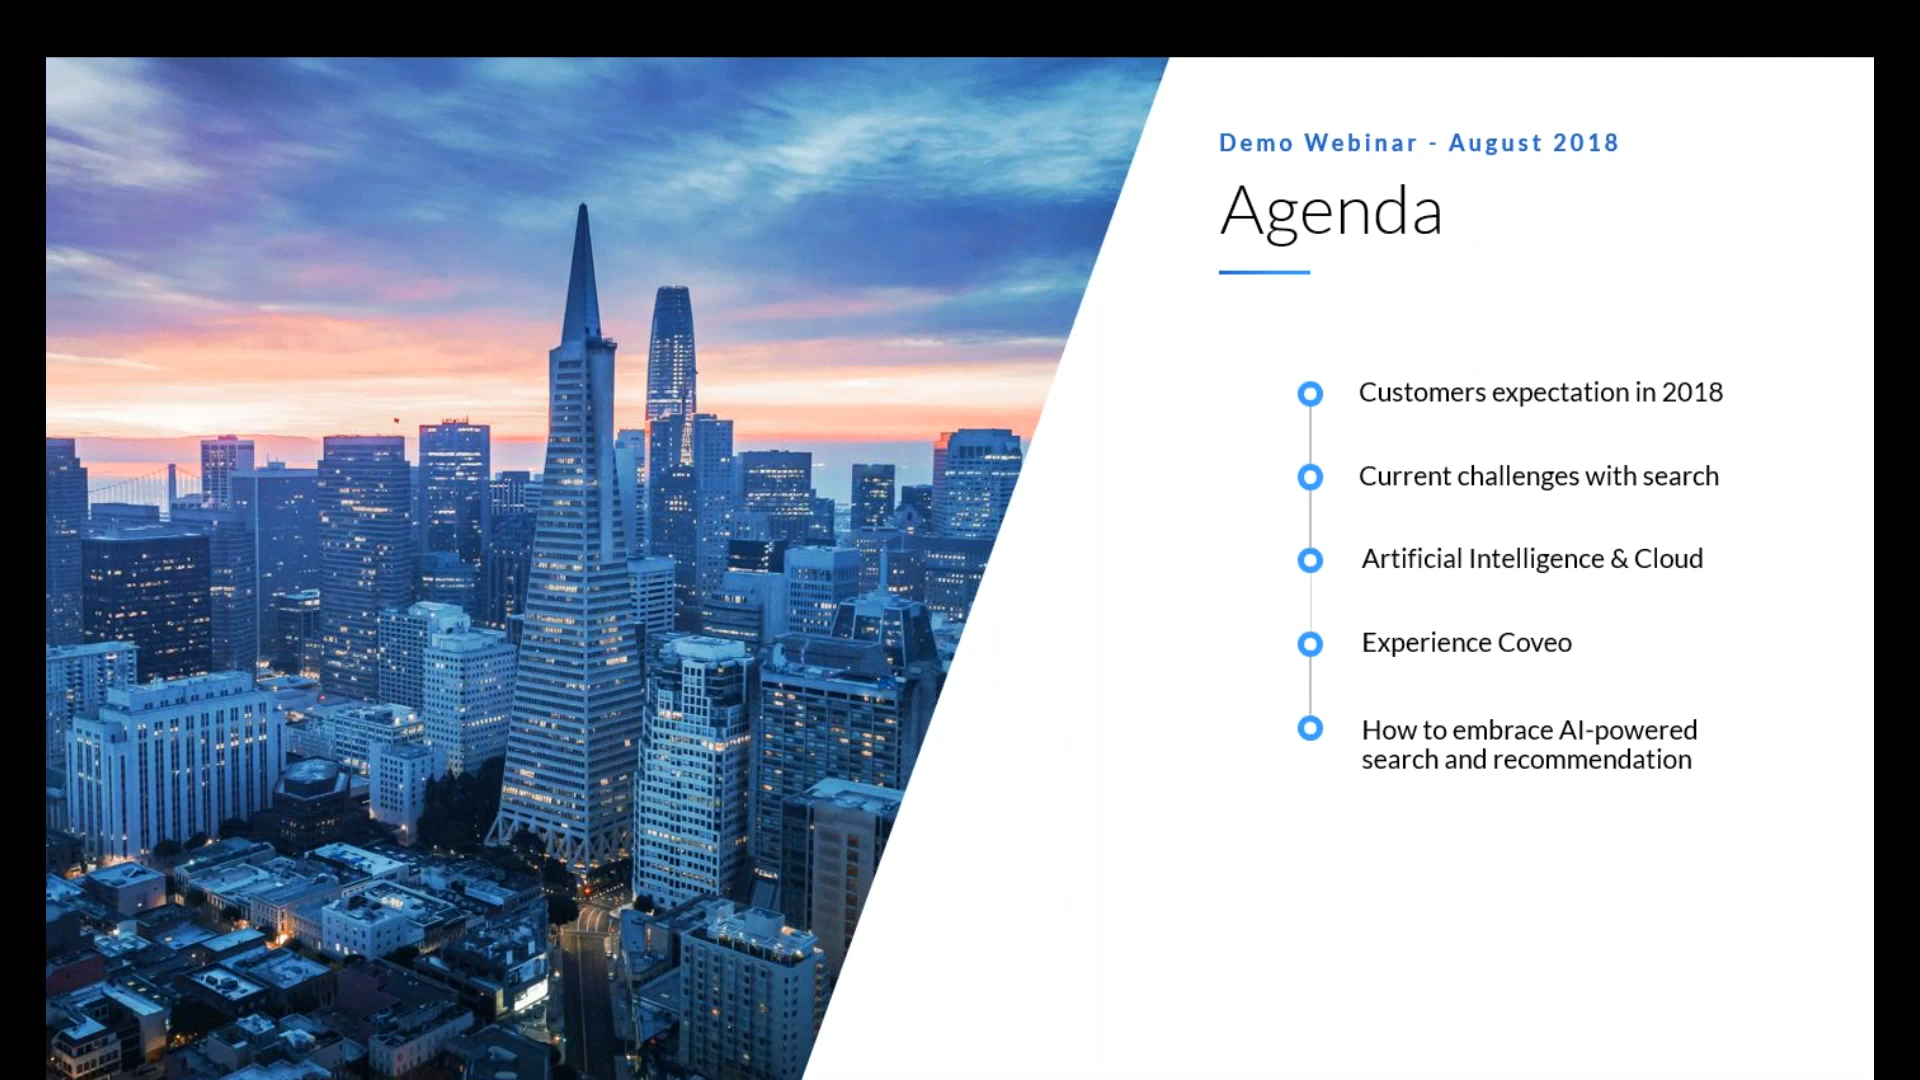 Demo Webinar - August 2018
Agenda
Customers expectation in 2018
Current challenges with search
Artificial Intelligence & Cloud
Experience Coveo
How to embrace AI-powered
search and recommendation